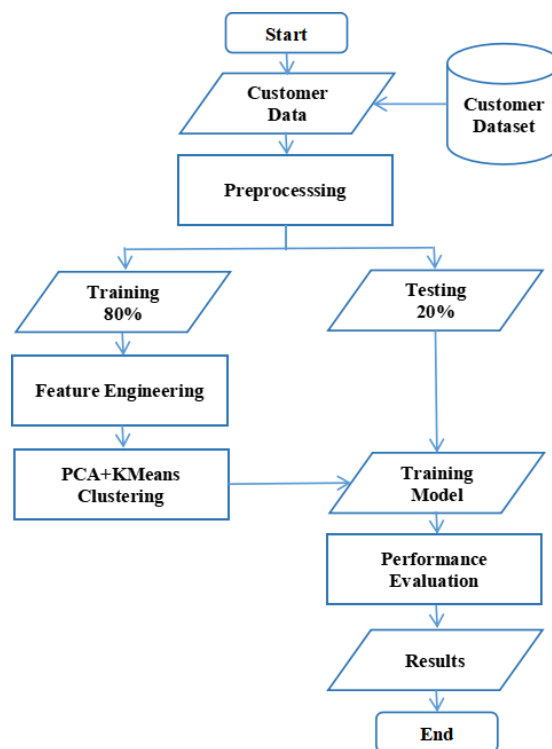 Start
Customer
Data
Customer
Dataset
Preprocesssing
Training
80%
Testing
20%
Feature Engineering
PCA+KMeans
Clustering
Training
Model
Performance
Evaluation
Results
End